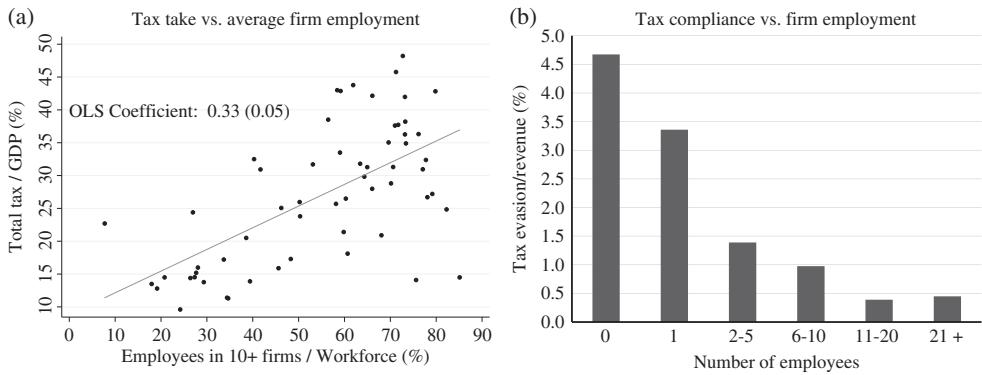 (a)
Tax take vs. average firm employment
Total tax / GDP (%)
50
45
40
35
30
25
20
15
10
OLS Coefficient: 0.33 (0.05)
0 10 20 30 40 50 60 70 80 90
Employees in 10+ firms / Workforce (%)
(b)
Tax compliance vs. firm employment
Tax evasion/revenue (%)
5.0
4.5
4.0
3.5
3.0
2.5
2.0
1.5
1.0
0.5
0.0
0 1 2-5 6-10 11-20 21 +
Number of employees